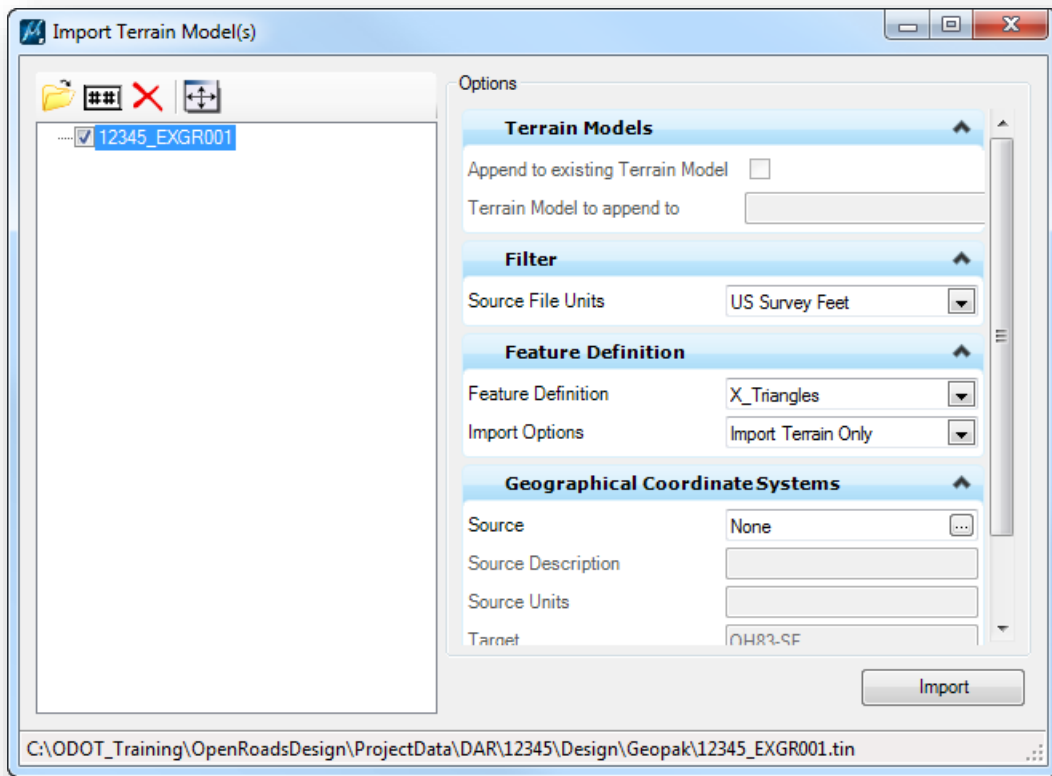 Import Terrain Model(s)
Options
12345_EXGR001
Terrain Models
Append to existing Terrain Model
Terrain Model to append to
Filter
Source File Units US Survey Feet
Feature Definition
Feature Definition X_Triangles
Import Options Import Terrain Only
Geographical Coordinate Systems
Source None ...
Source Description
Source Units
Target OH83-SF
Import
C:\ODOT_Training\OpenRoadsDesign\ProjectData\DAR\12345\Design\Geopak\12345_EXGR001.tin